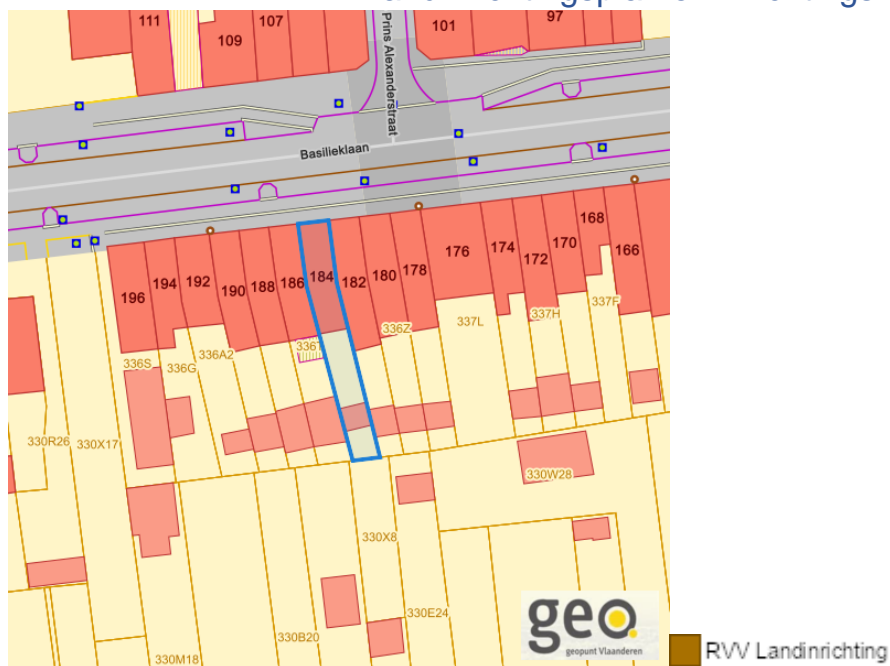 111
109
107
101
97
Prins Alexanderstraat
Basilieklaan
196
194
192
190
188
186
184
182
180
178
176
174
172
170
168
166
336S
336G
336A2
336Z
337L
337H
337F
330R26
330X17
330W28
330X8
330E24
330B20
330M18
geo
geopunt Vlaanderen
RVV Landinrichting